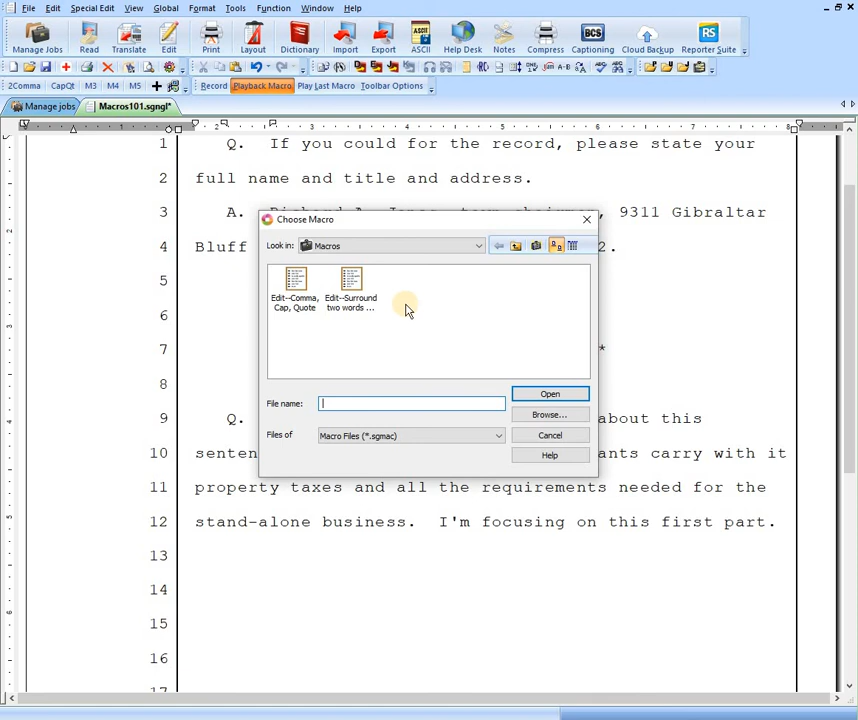 File Edit Special Edit View Global Format Tools Function Window Help
Manage Jobs Read Translate Edit Print Layout Dictionary Import Export ASCII Help Desk Notes Compress Captioning Cloud Backup Reporter Suite
2Comma CapQt M3 M4 M5 Record Playback Macro Play Last Macro Toolbar Options
Manage jobs Macros101.sgngl*
1 Q. If you could for the record, please state your
2 full name and title and address.
3 A. 9311 Gibraltar
4 Bluff 2.
Choose Macro
Look in: Macros
Edit--Comma, Cap, Quote
Edit--Surround two words ...
File name:
Open
Browse...
Files of Macro Files (*.sgmac)
Cancel
Help
5
6
7 *
8
9 Q. about this
10 senten ants carry with it
11 property taxes and all the requirements needed for the
12 stand-alone business. I'm focusing on this first part.
13
14
15
16
17